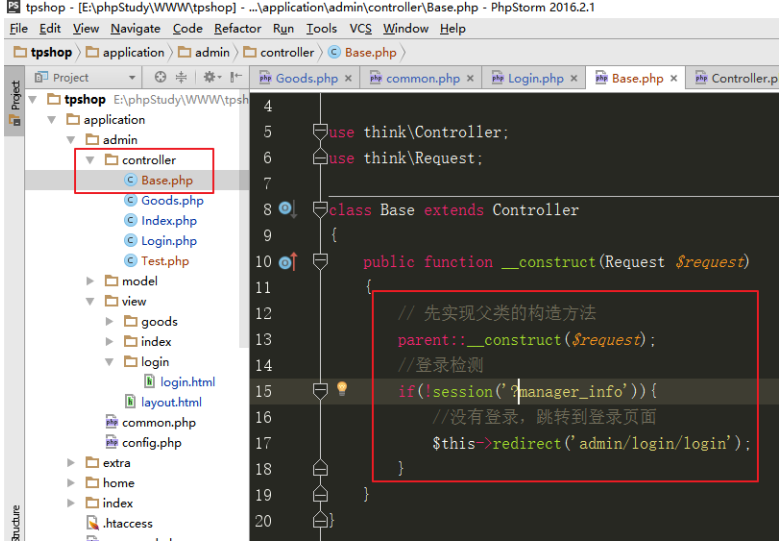 tpshop - [E:\phpStudy\WWW\tpshop] - ...\application\admin\controller\Base.php - PhpStorm 2016.2.1
File Edit View Navigate Code Refactor Run Tools VCS Window Help
tpshop application admin controller Base.php
Project
Goods.php × common.php × Login.php × Base.php × Controller.p
Project
Structure
tpshop E:\phpStudy\WWW\tpsh
application
admin
controller
Base.php
Goods.php
Index.php
Login.php
Test.php
model
view
goods
index
login
login.html
layout.html
common.php
config.php
extra
home
index
.htaccess
4
5 use think\Controller;
6 use think\Request;
7
8 class Base extends Controller
9 {
10 public function __construct(Request $request)
11 {
12 // 先实现父类的构造方法
13 parent::__construct($request);
14 //登录检测
15 if(!session('?manager_info')){
16 //没有登录，跳转到登录页面
17 $this->redirect('admin/login/login');
18 }
19 }
20 }